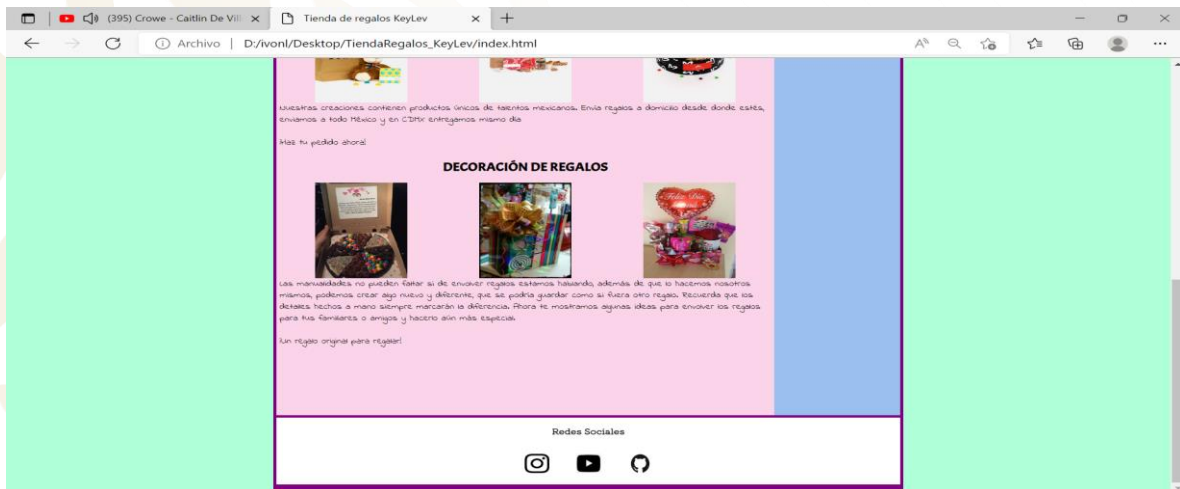 (395) Crowe - Caitlin De Vil
Tienda de regalos KeyLev
Archivo | D:/ivonl/Desktop/TiendaRegalos_KeyLev/index.html
Nuestras creaciones contienen productos únicos de talentos mexicanos. Envía regalos a domicilio desde donde estés,
enviamos a todo México y en CDMX entregamos mismo día
¡Haz tu pedido ahora!
DECORACIÓN DE REGALOS
Feliz Día
Las manualidades no pueden faltar si de envolver regalos estamos hablando, además de que lo hacemos nosotros
mismos, podemos crear algo nuevo y diferente, que se podría guardar como si fuera otro regalo. Recuerda que los
detalles hechos a mano siempre marcarán la diferencia. Ahora te mostramos algunas ideas para envolver los regalos
para tus familiares o amigos y hacerlo aún más especial.
¡Un regalo original para regalar!
Redes Sociales